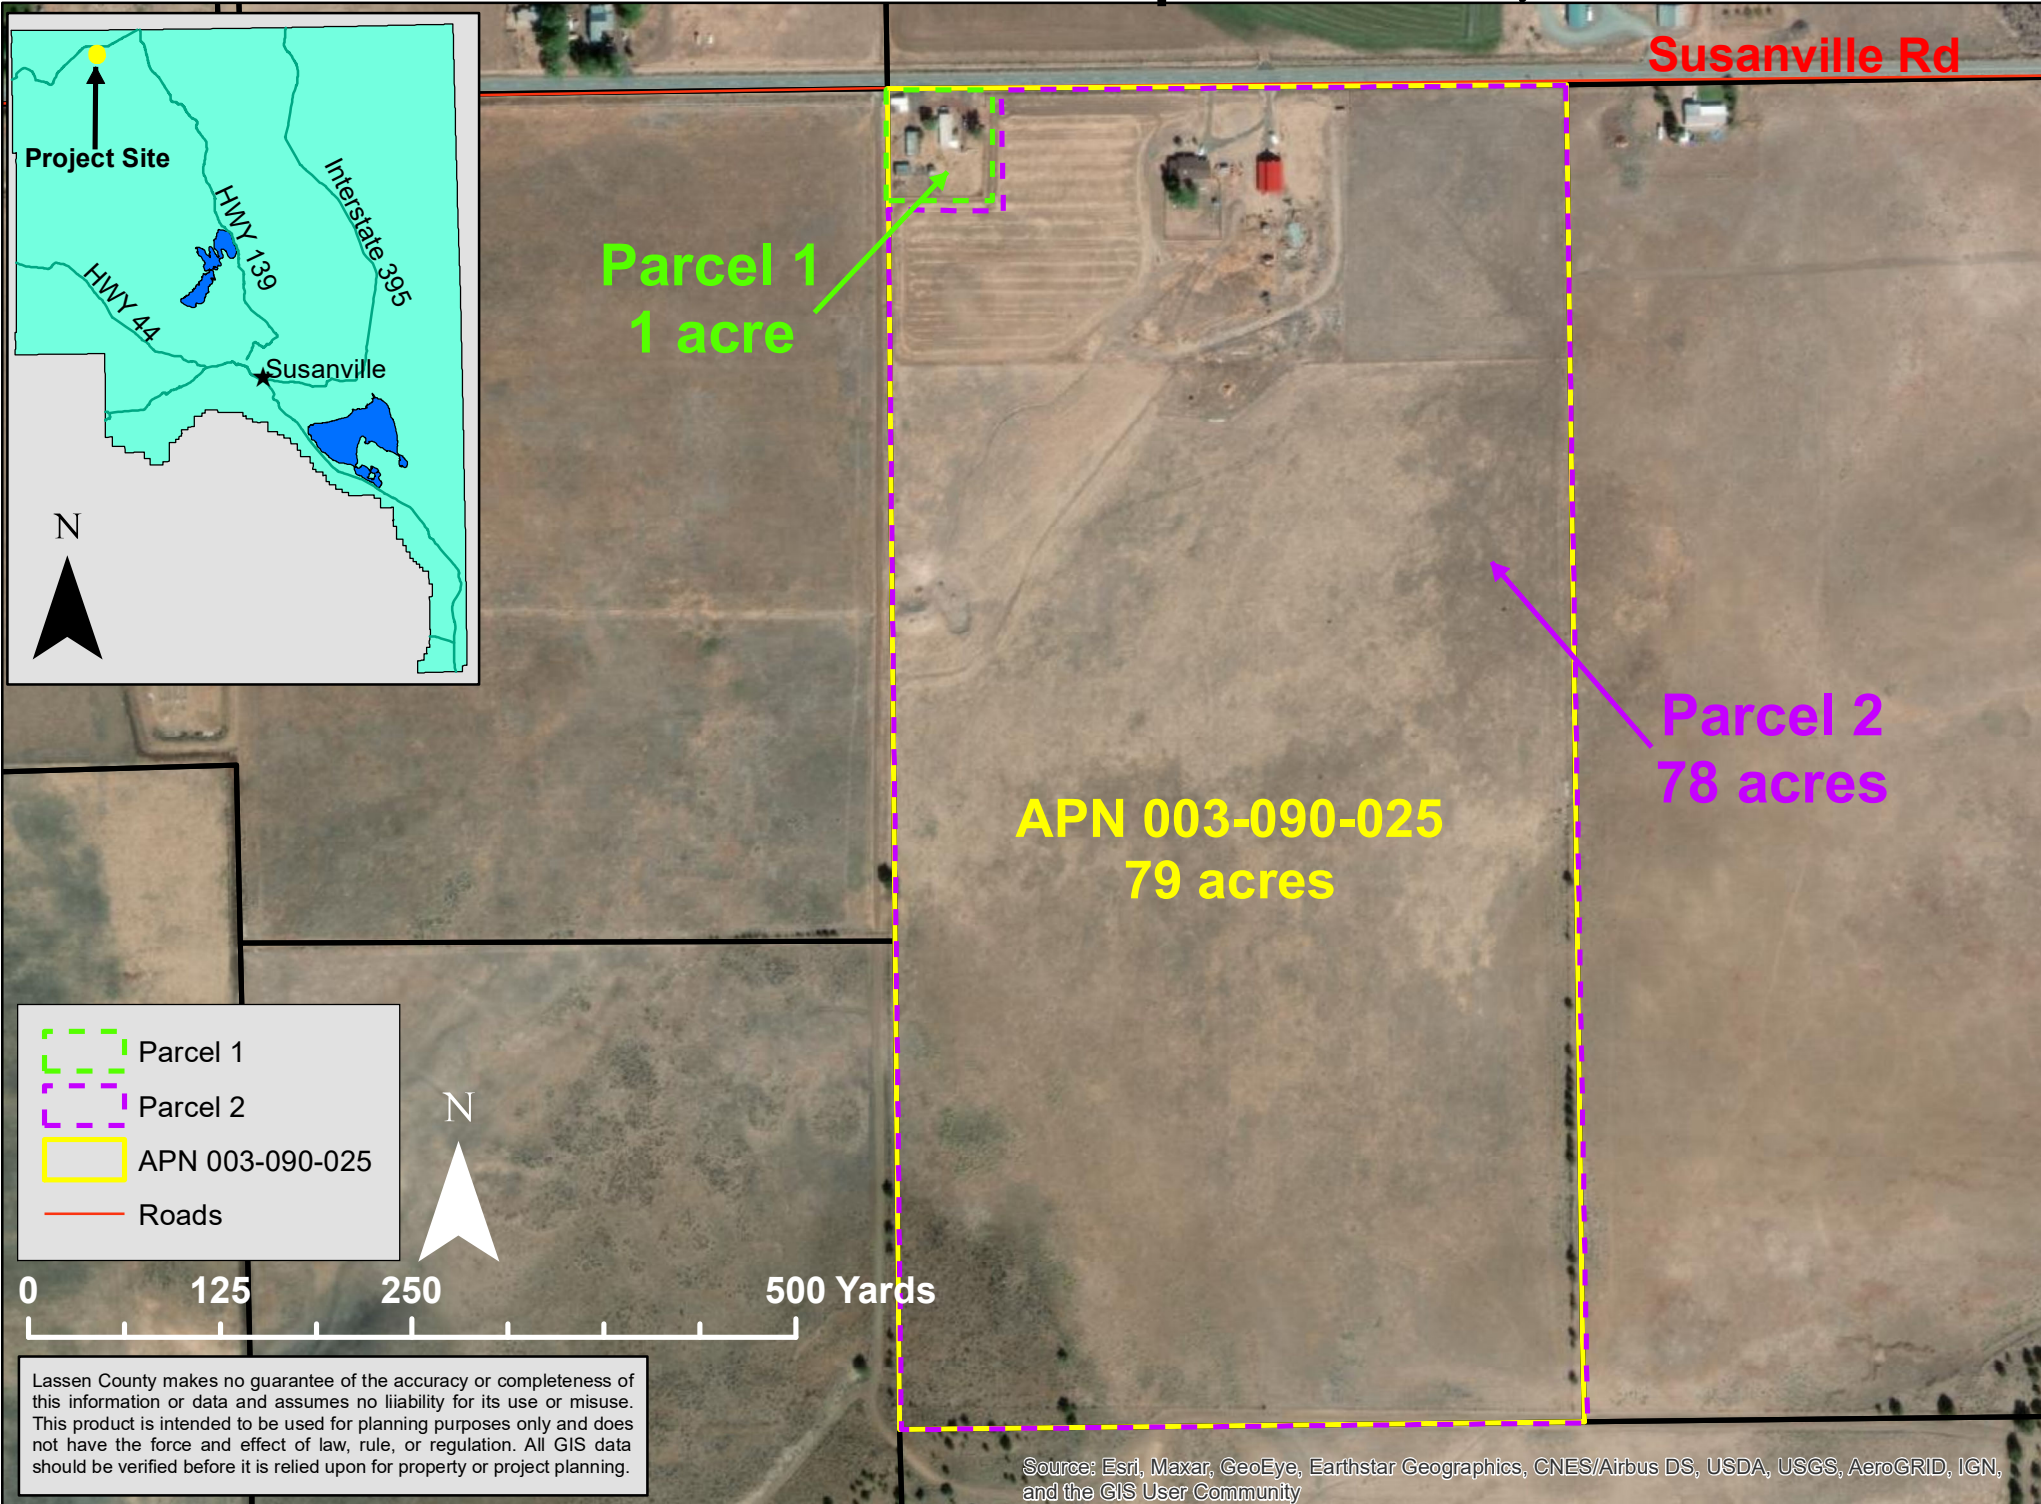 Susanville Rd
Project Site
HWY 139
Interstate 395
HWY 44
Susanville
N
Parcel 1
1 acre
Parcel 2
78 acres
APN 003-090-025
79 acres
Parcel 1
Parcel 2
APN 003-090-025
Roads
N
0 125 250 500 Yards
Lassen County makes no guarantee of the accuracy or completeness of
this information or data and assumes no liiability for its use or misuse.
This product is intended to be used for planning purposes only and does
not have the force and effect of law, rule, or regulation. All GIS data
should be verified before it is relied upon for property or project planning.
Source: Esri, Maxar, GeoEye, Earthstar Geographics, CNES/Airbus DS, USDA, USGS, AeroGRID, IGN,
and the GIS User Community